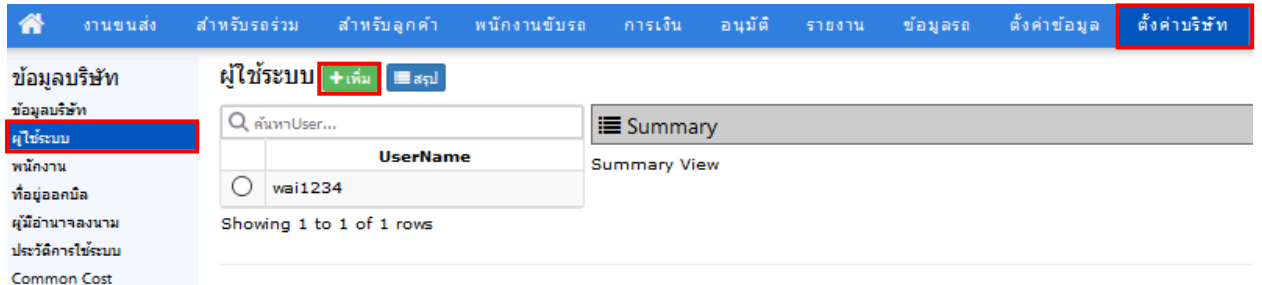 งานขนส่ง สำหรับรถร่วม สำหรับลูกค้า พนักงานขับรถ การเงิน อนุมัติ รายงาน ข้อมูลรถ ตั้งค่าข้อมูล ตั้งค่าบริษัท
ข้อมูลบริษัท
ข้อมูลบริษัท
ผู้ใช้ระบบ
พนักงาน
ที่อยู่ออกบิล
ผู้มีอำนาจลงนาม
ประวัติการใช้ระบบ
Common Cost
ผู้ใช้ระบบ เพิ่ม สรุป
ค้นหาUser...
UserName
wai1234
Showing 1 to 1 of 1 rows
Summary
Summary View